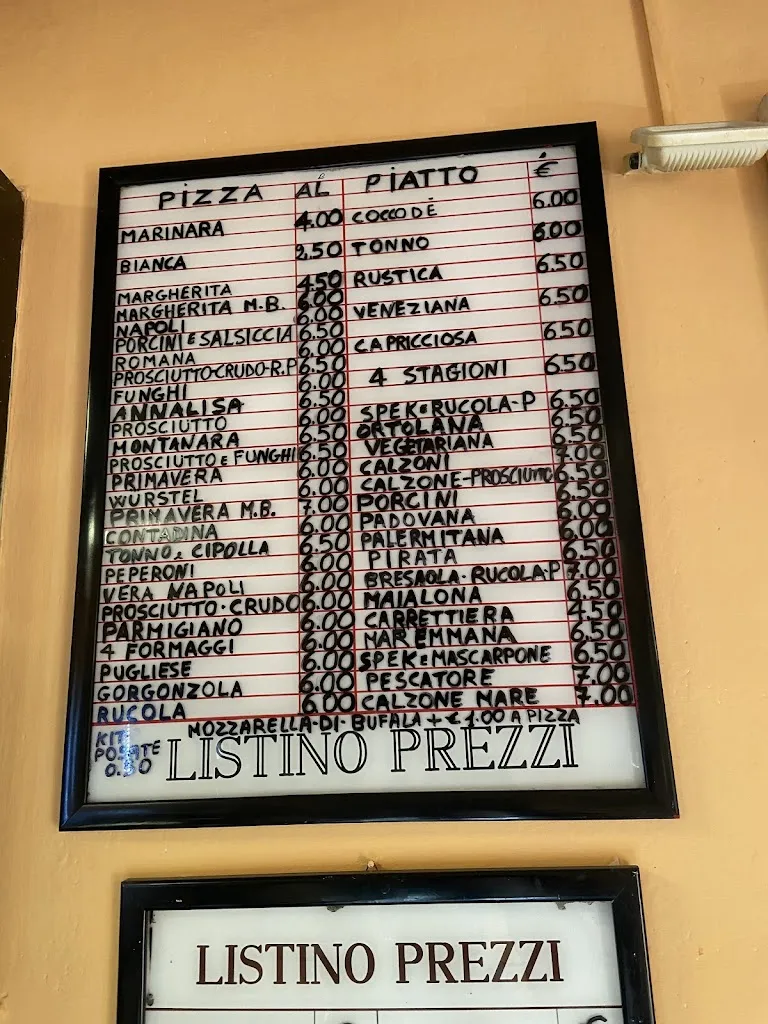 PIZZA AL PIATTO €
MARINARA 4.00
BIANCA 2.50
MARGHERITA 4.50
MARGHERITA M.B. 6.00
NAPOLI 6.00
PORCINI E SALSICCIA 6.50
ROMANA 6.00
PROSCIUTTO-CRUDO-R.P 6.50
FUNGHI 6.00
ANNALISA 6.50
PROSCIUTTO 6.00
MONTANARA 6.50
PROSCIUTTO E FUNGHI 6.50
PRIMAVERA 6.00
WURSTEL 6.00
PRIMAVERA M.B. 7.00
CONTADINA 6.00
TONNO E CIPOLLA 6.50
PEPERONI 6.00
VERA NAPOLI 6.00
PROSCIUTTO·CRUDO 6.00
PARMIGIANO 6.00
4 FORMAGGI 6.00
PUGLIESE 6.00
GORGONZOLA 6.00
RUCOLA 6.00
COCCODÈ 6.00
TONNO 6.00
RUSTICA 6.50
VENEZIANA 6.50
CAPRICCIOSA 6.50
4 STAGIONI 6.50
SPEK E RUCOLA-P 6.50
ORTOLANA 6.50
VEGETARIANA 6.50
CALZONI 7.00
CALZONE-PROSCIUTTO 6.50
PORCINI 6.50
PADOVANA 6.00
PALERMITANA 6.00
PIRATA 6.50
BRESAOLA·RUCOLA-P 7.00
MAIALONA 6.50
CARRETTIERA 4.50
MAREMMANA 6.50
SPEK E MASCARPONE 6.50
PESCATORE 7.00
CALZONE MARE 7.00
MOZZARELLA·DI·BUFALA + € 1.00 A PIZZA
KIT
POSATE
0.50
LISTINO PREZZI
LISTINO PREZZI